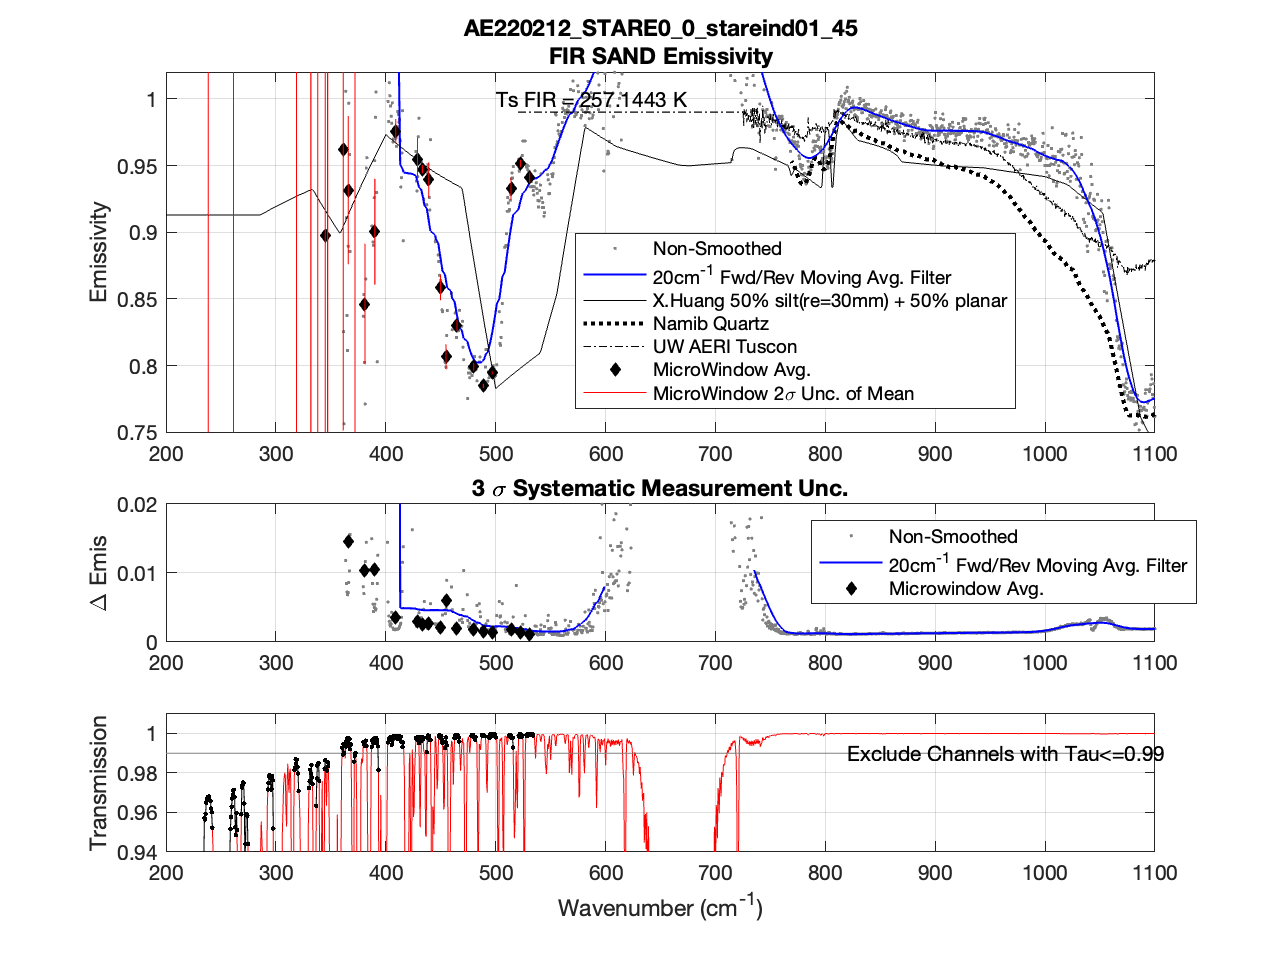 AE220212_STARE0_0_stareind01_45
FIR SAND Emissivity
Ts FIR = 257.1443 K
1
0.95
0.9
0.85
0.8
0.75
Emissivity
Non-Smoothed
20cm⁻¹ Fwd/Rev Moving Avg. Filter
X.Huang 50% silt(re=30mm) + 50% planar
Namib Quartz
UW AERI Tuscon
MicroWindow Avg.
MicroWindow 2σ Unc. of Mean
200 300 400 500 600 700 800 900 1000 1100
3 σ Systematic Measurement Unc.
0.02
0.01
0
Δ Emis
Non-Smoothed
20cm⁻¹ Fwd/Rev Moving Avg. Filter
Microwindow Avg.
200 300 400 500 600 700 800 900 1000 1100
1
0.98
0.96
0.94
Transmission
Exclude Channels with Tau<=0.99
200 300 400 500 600 700 800 900 1000 1100
Wavenumber (cm⁻¹)